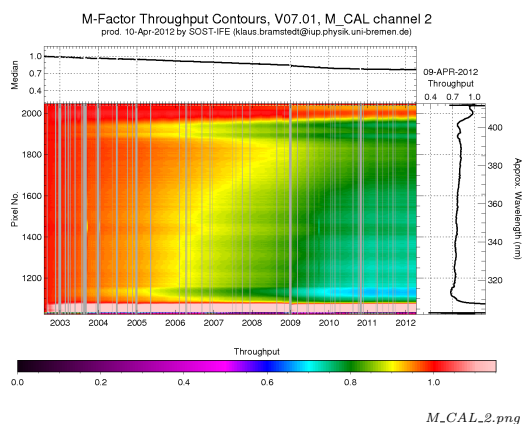 M-Factor Throughput Contours, V07.01, M_CAL channel 2
prod. 10-Apr-2012 by SOST-IFE (klaus.bramstedt@iup.physik.uni-bremen.de)
Median
1.0
0.7
0.4
09-APR-2012
Throughput
0.4 0.7 1.0
Pixel No.
2000
1800
1600
1400
1200
400
380
360
340
320
Approx. Wavelength (nm)
2003 2004 2005 2006 2007 2008 2009 2010 2011 2012
Throughput
0.0 0.2 0.4 0.6 0.8 1.0
M_CAL_2.png